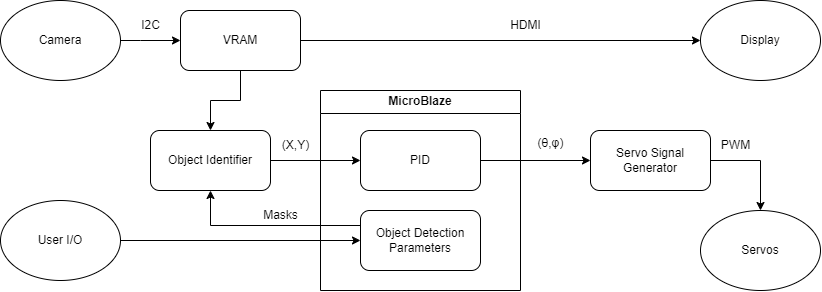 Camera
I2C
VRAM
HDMI
Display
MicroBlaze
Object Identifier
(X,Y)
PID
(θ,φ)
Servo Signal
Generator
PWM
Masks
User I/O
Object Detection
Parameters
Servos